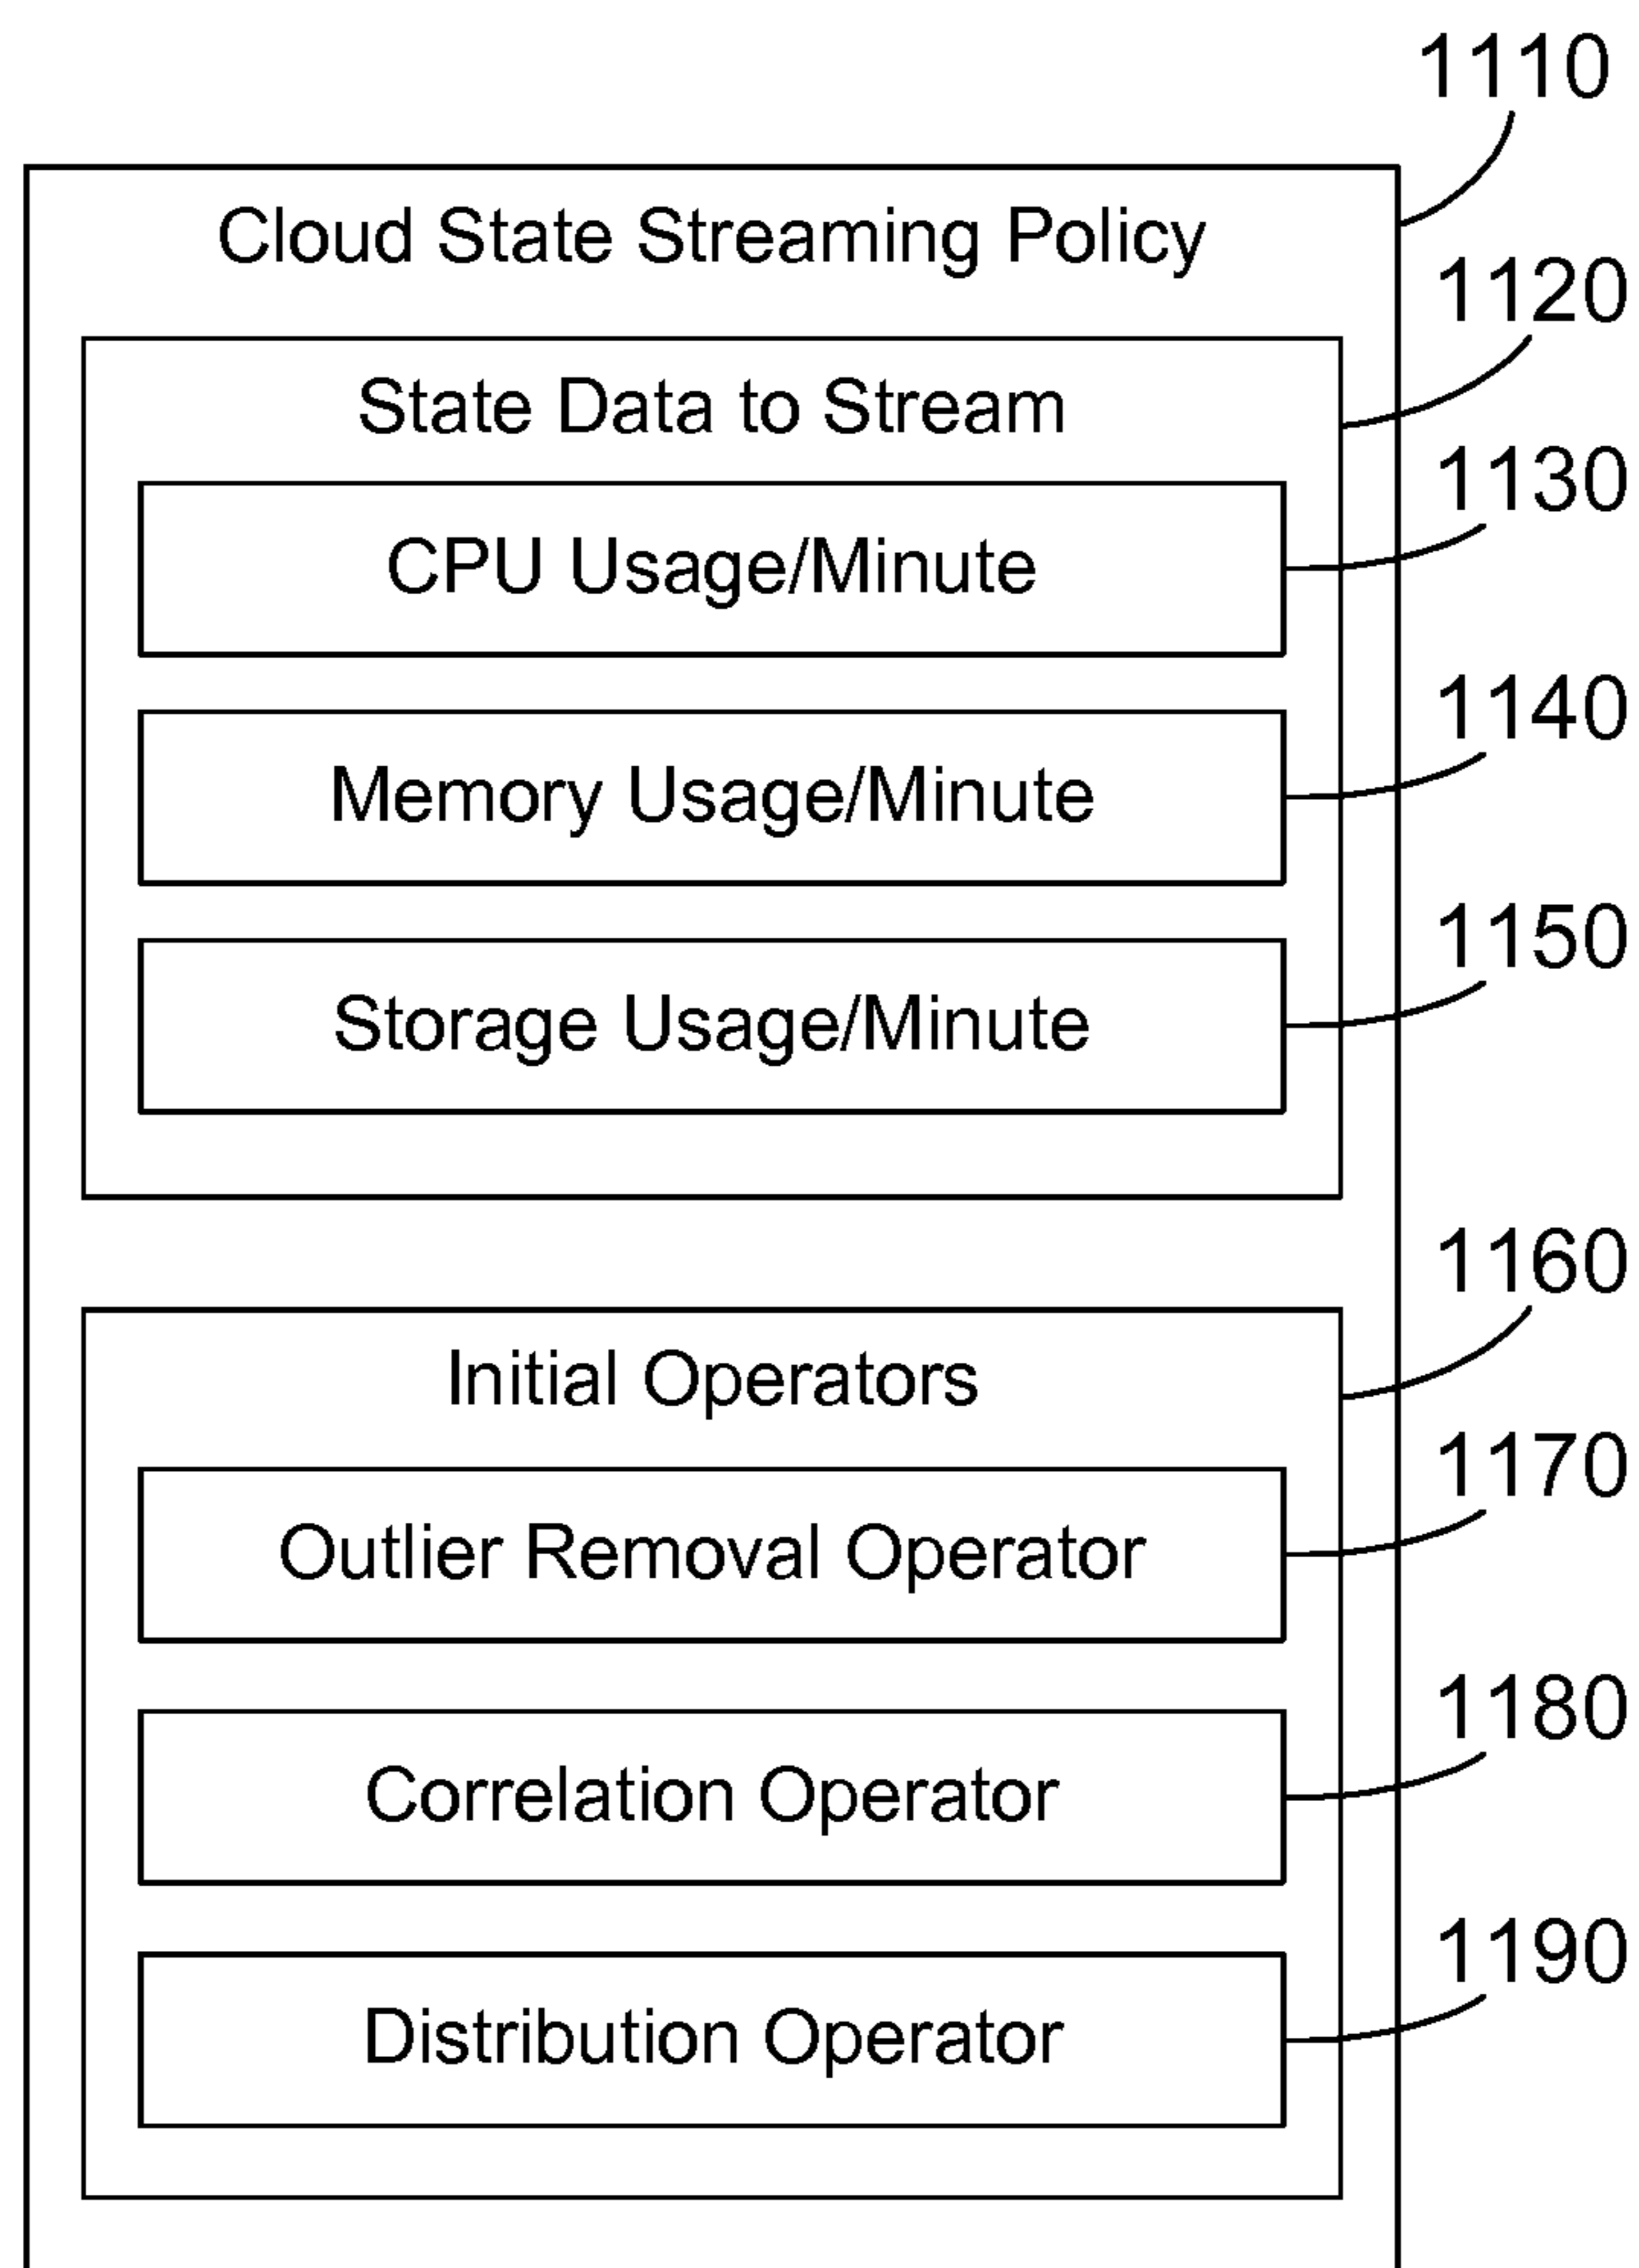 1110
Cloud State Streaming Policy
1120
State Data to Stream
1130
CPU Usage/Minute
1140
Memory Usage/Minute
1150
Storage Usage/Minute
1160
Initial Operators
1170
Outlier Removal Operator
1180
Correlation Operator
1190
Distribution Operator